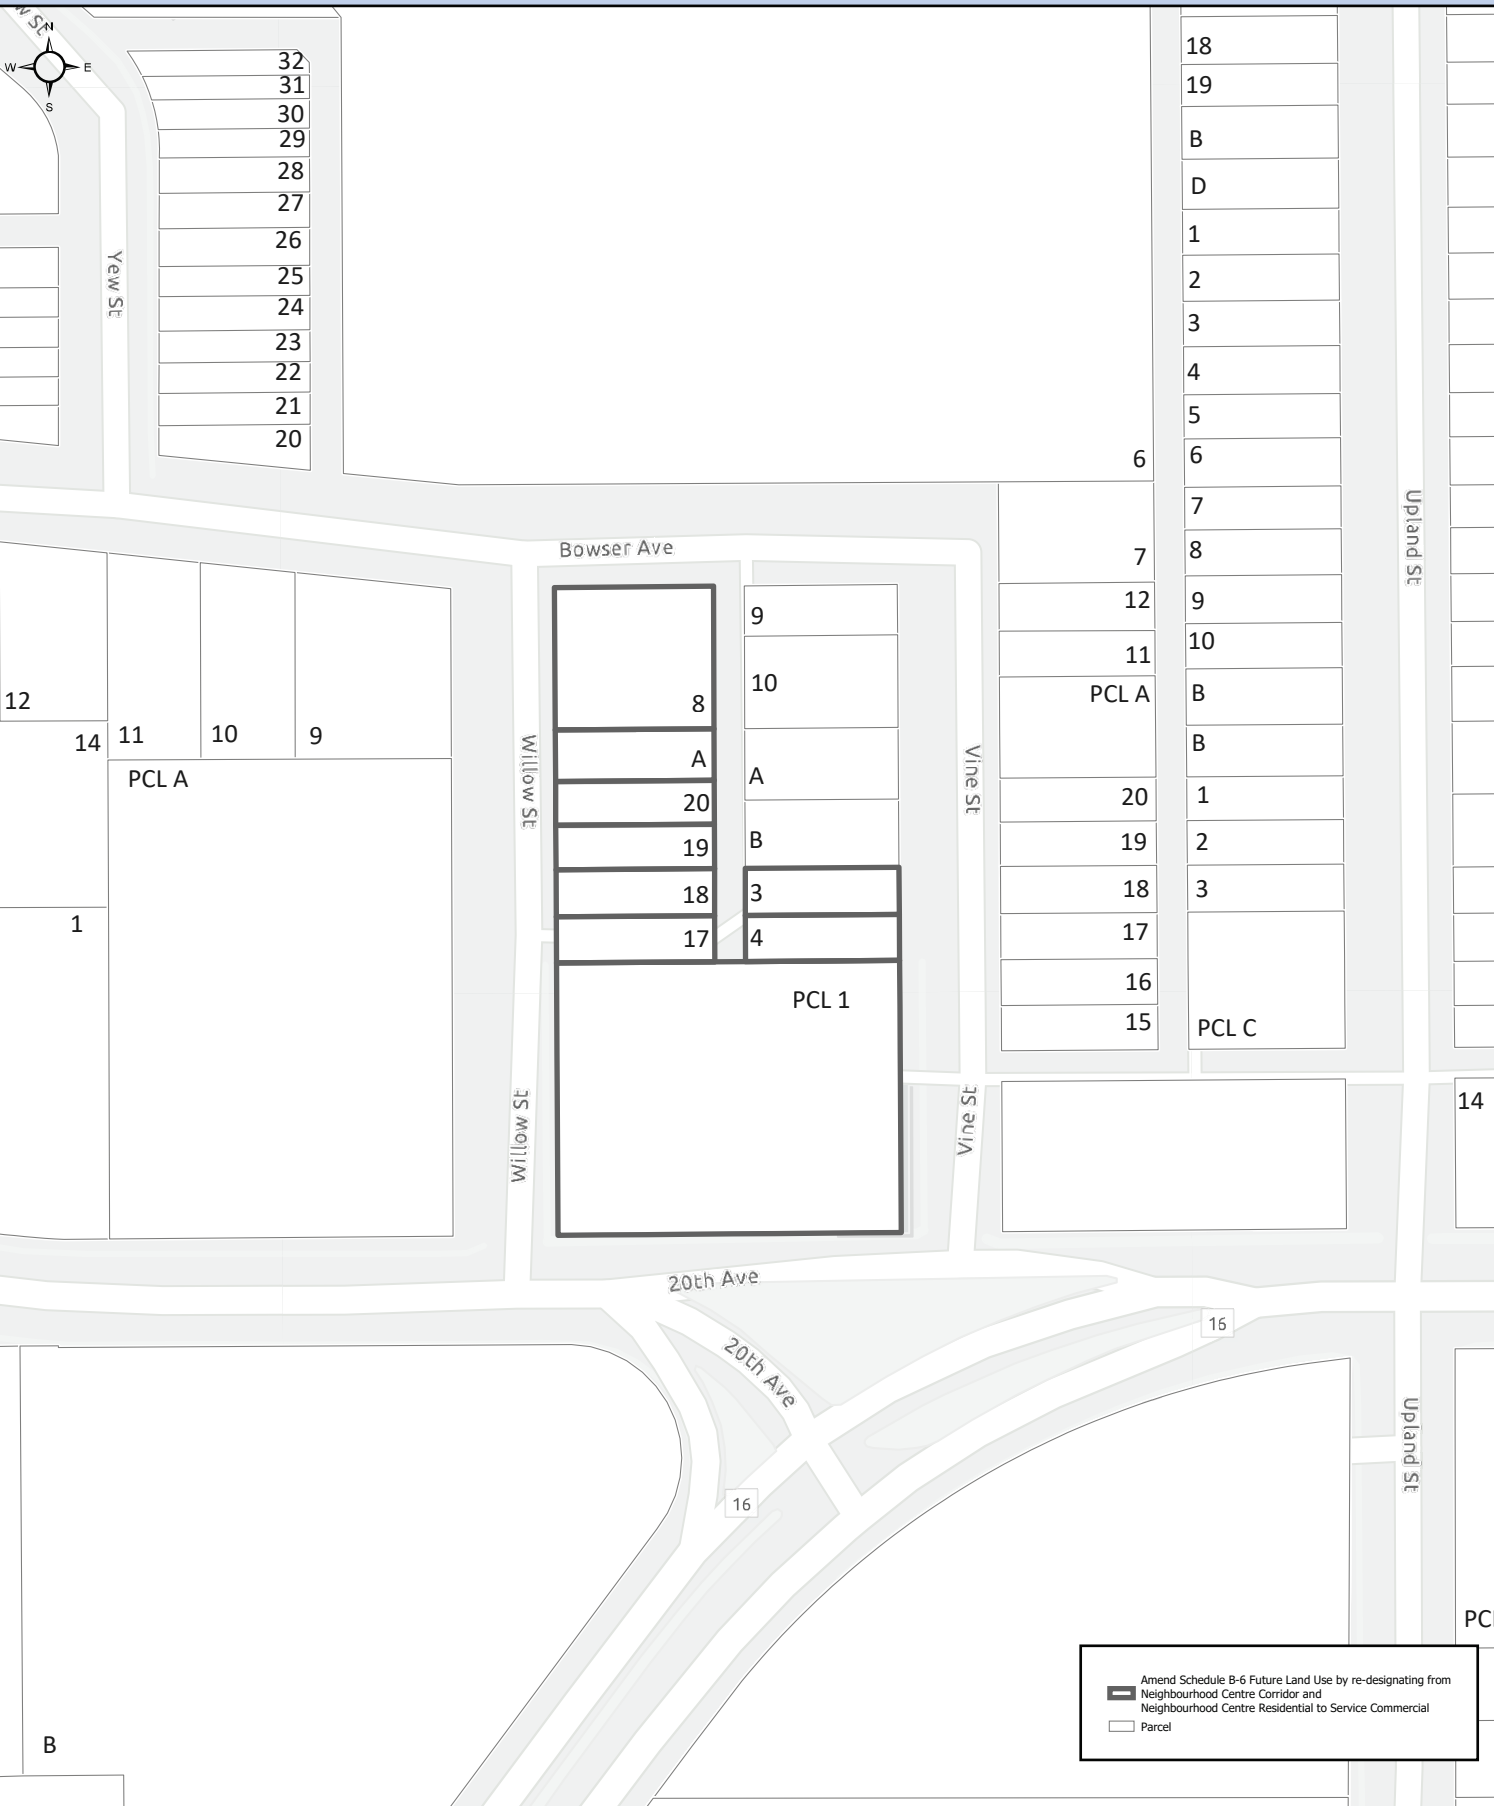 w St
N
W
E
S
32
31
30
29
28
27
26
25
24
23
22
21
20
Yew St
18
19
B
D
1
2
3
4
5
6
7
8
9
10
B
B
1
2
3
PCL C
Upland St
6
7
12
11
PCL A
20
19
18
17
16
15
Bowser Ave
12
14
11
10
9
PCL A
1
Willow St
8
A
20
19
18
17
9
10
A
B
3
4
PCL 1
Vine St
Willow St
Vine St
14
20th Ave
20th Ave
16
16
Upland St
PCL
B
Amend Schedule B-6 Future Land Use by re-designating from
Neighbourhood Centre Corridor and
Neighbourhood Centre Residential to Service Commercial
Parcel